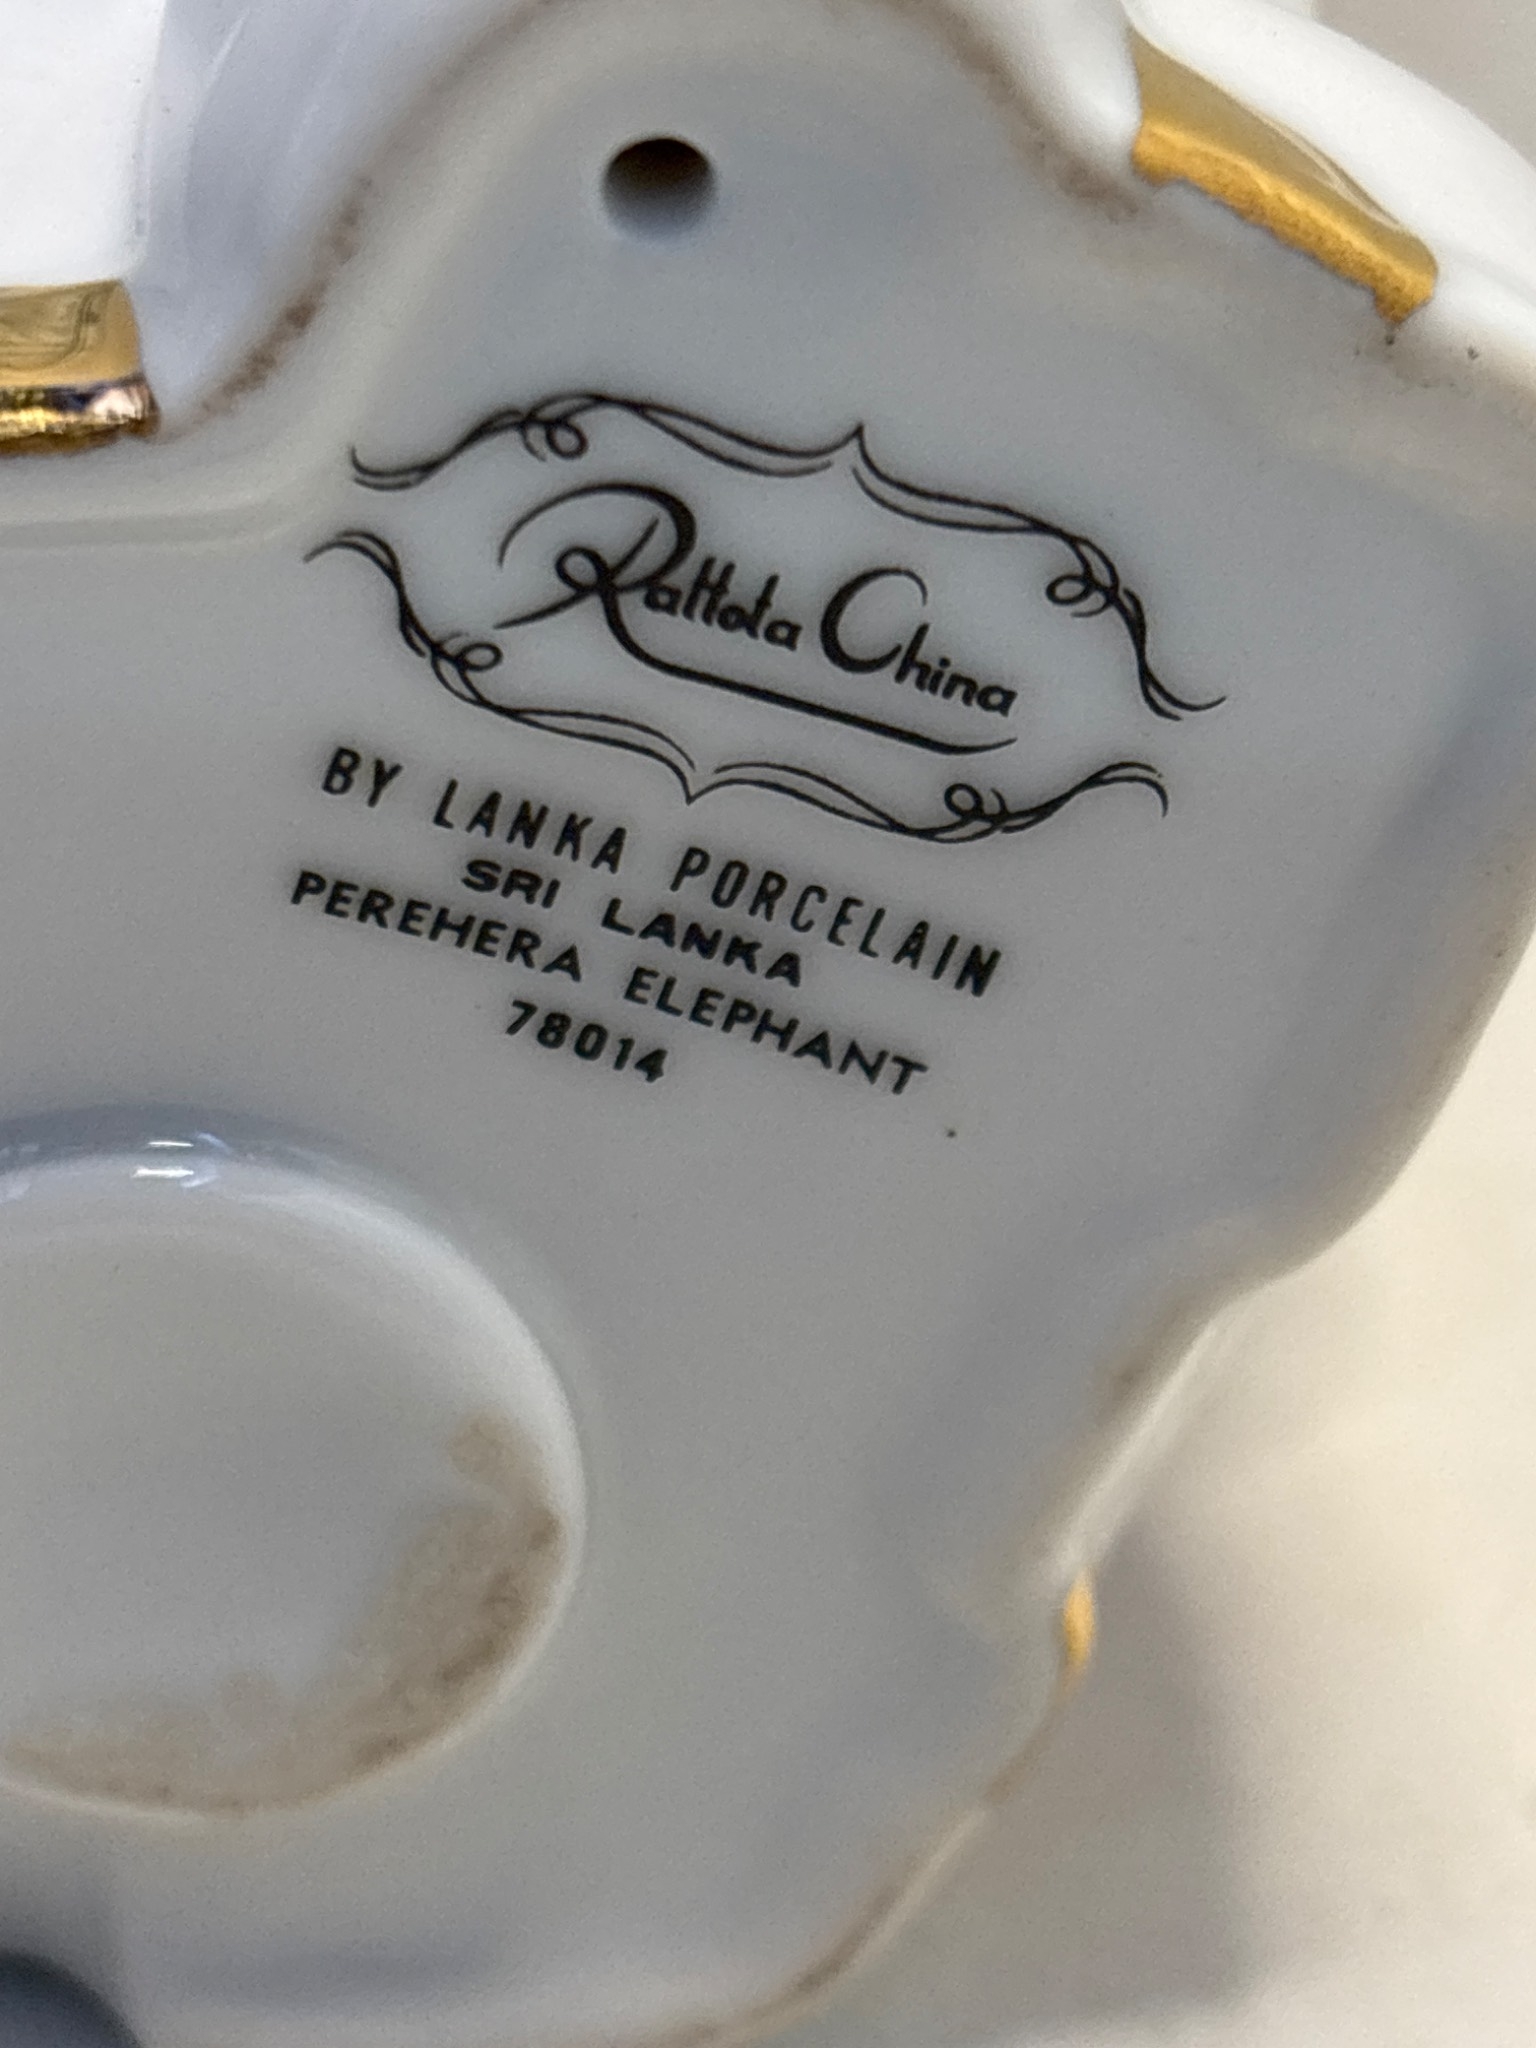 Rattota China
BY LANKA PORCELAIN
SRI LANKA
PEREHERA ELEPHANT
78014